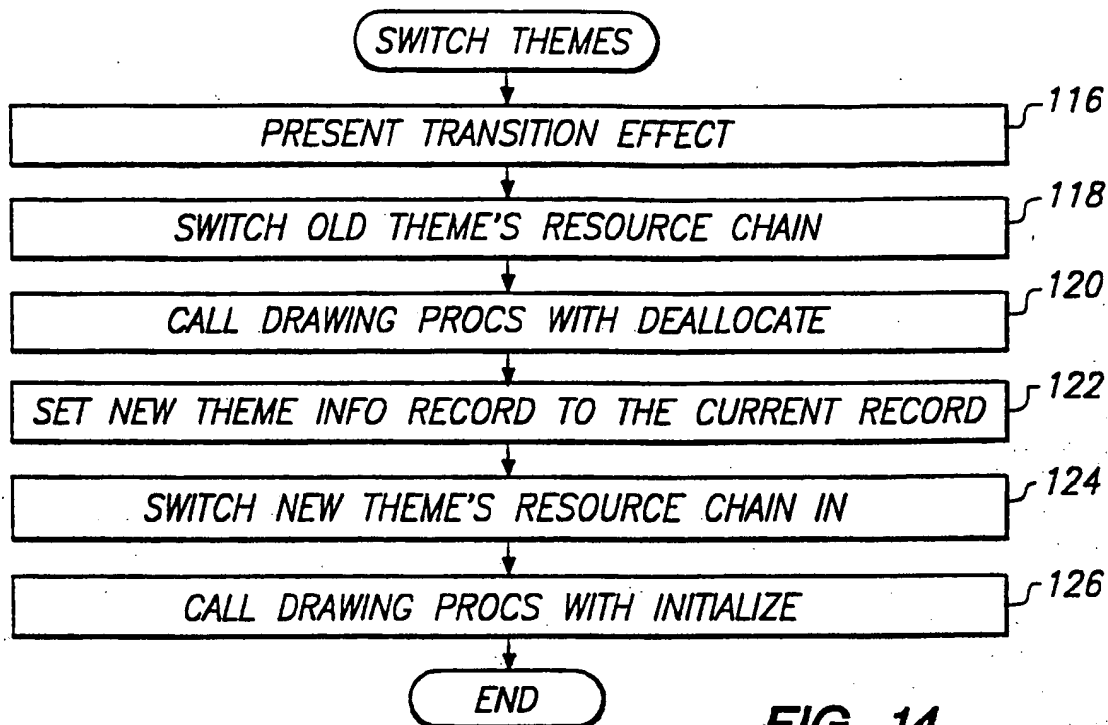 SWITCH THEMES
PRESENT TRANSITION EFFECT
116
SWITCH OLD THEME'S RESOURCE CHAIN
118
CALL DRAWING PROCS WITH DEALLOCATE
120
SET NEW THEME INFO RECORD TO THE CURRENT RECORD
122
SWITCH NEW THEME'S RESOURCE CHAIN IN
124
CALL DRAWING PROCS WITH INITIALIZE
126
END
FIG. 14